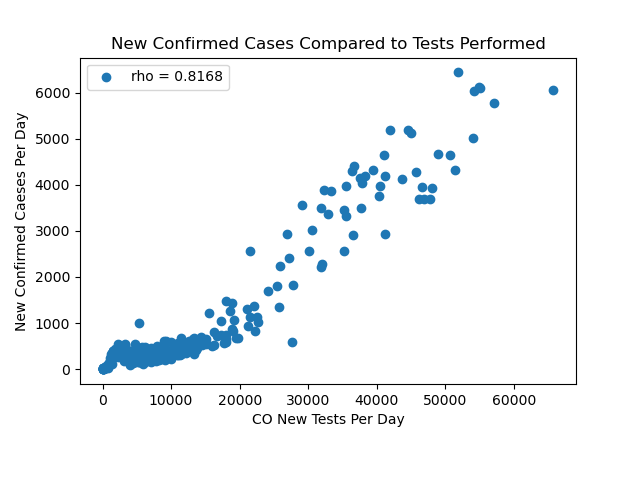 New Confirmed Cases Compared to Tests Performed
rho = 0.8168
New Confirmed Caeses Per Day
6000
5000
4000
3000
2000
1000
0
0 10000 20000 30000 40000 50000 60000
CO New Tests Per Day